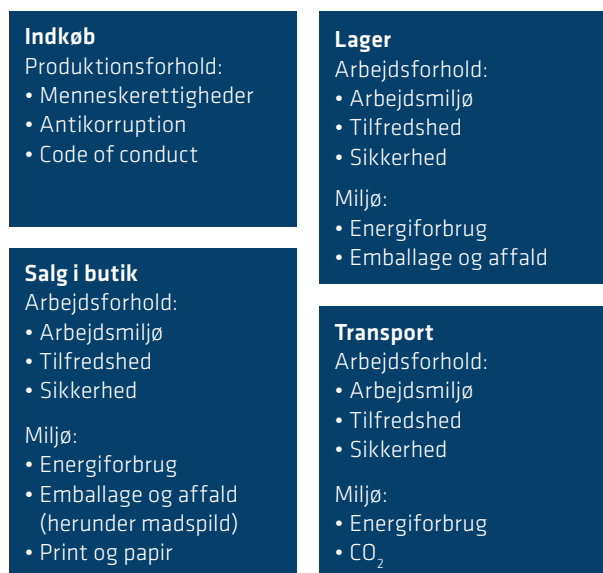 Indkøb
Produktionsforhold:
• Menneskerettigheder
• Antikorruption
• Code of conduct
Lager
Arbejdsforhold:
• Arbejdsmiljø
• Tilfredshed
• Sikkerhed
Miljø:
• Energiforbrug
• Emballage og affald
Salg i butik
Arbejdsforhold:
• Arbejdsmiljø
• Tilfredshed
• Sikkerhed
Miljø:
• Energiforbrug
• Emballage og affald
(herunder madspild)
• Print og papir
Transport
Arbejdsforhold:
• Arbejdsmiljø
• Tilfredshed
• Sikkerhed
Miljø:
• Energiforbrug
• CO₂